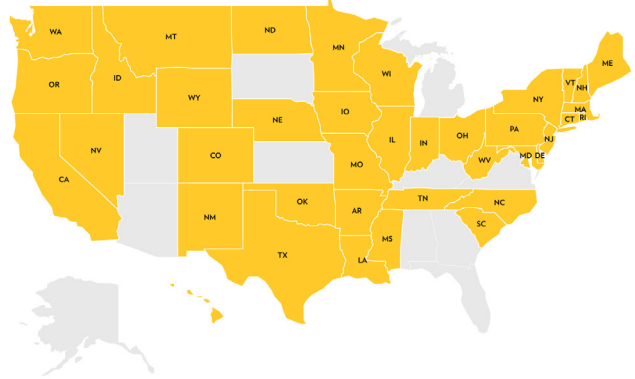 WA
MT
ND
MN
OR
ID
WY
WI
ME
VT
NH
NY
MA
CT
RI
NE
IO
IL
IN
OH
PA
NJ
NV
CO
MO
WV
MD
DE
CA
NM
OK
AR
TN
NC
SC
TX
LA
MS